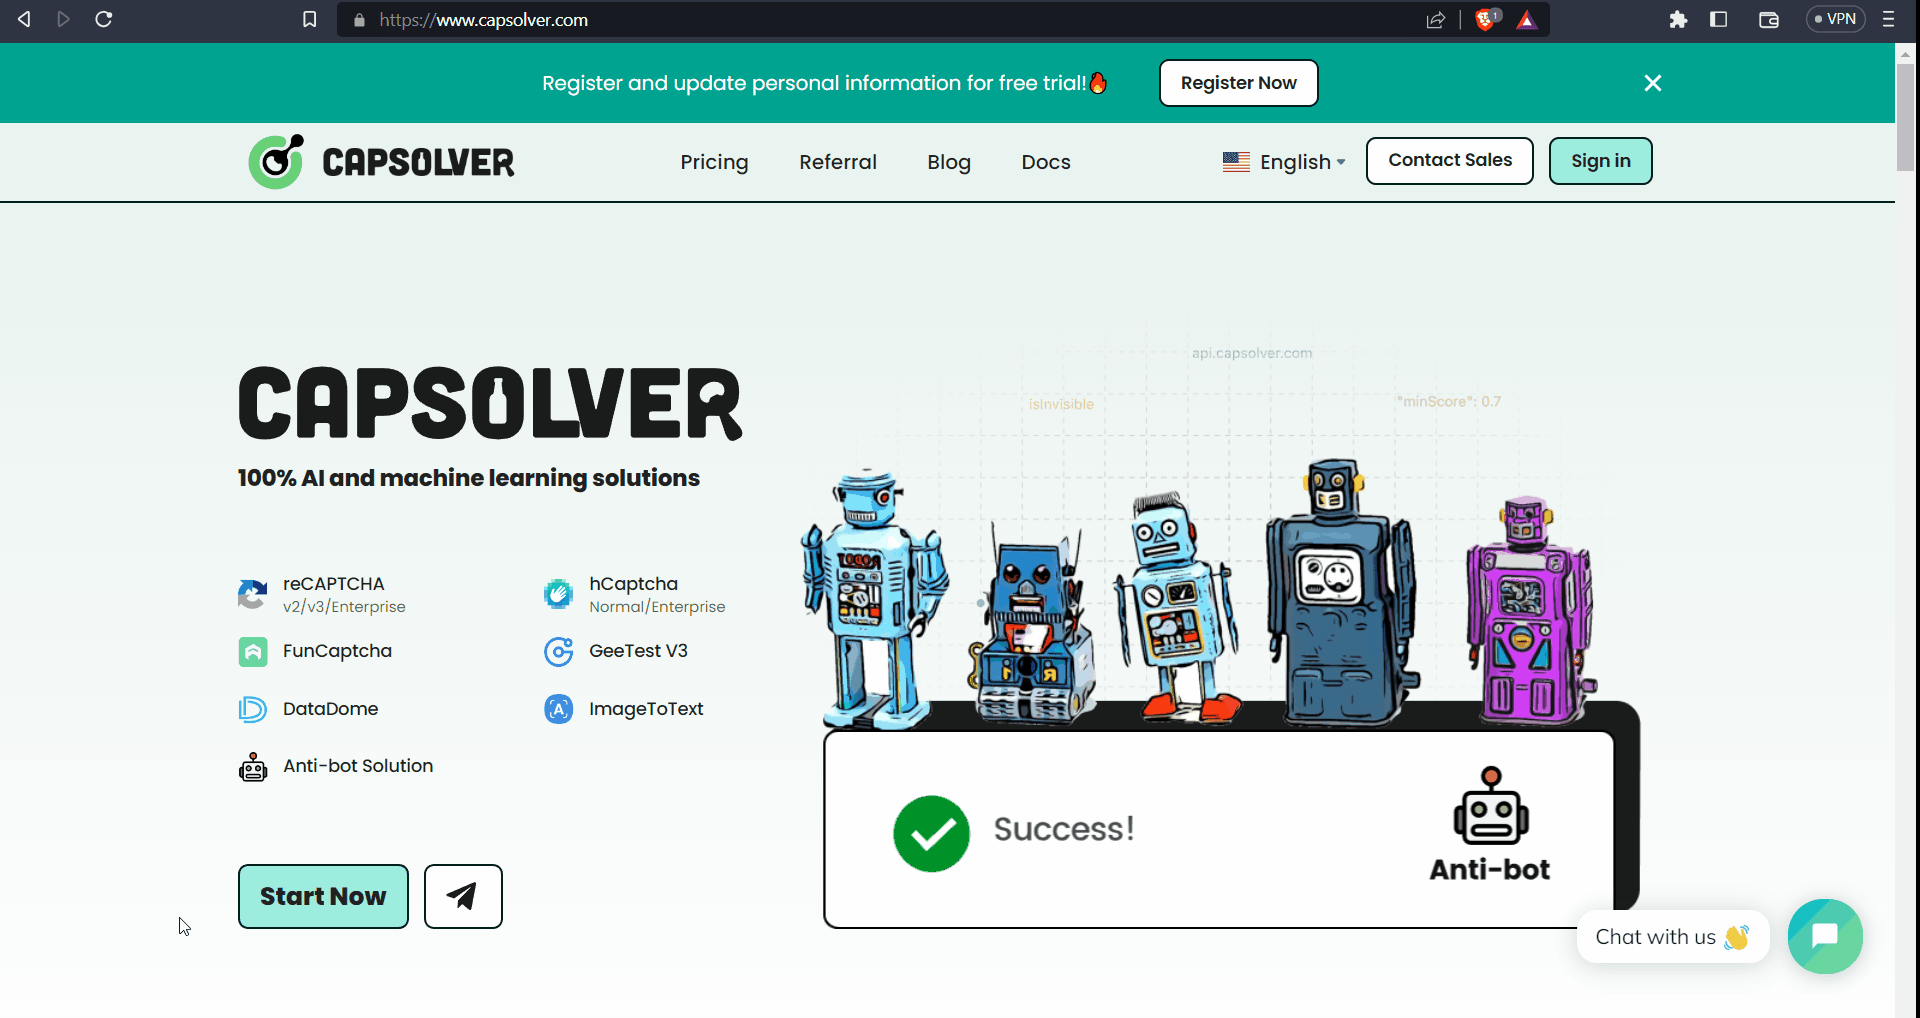 https://www.capsolver.com
1
VPN
Register and update personal information for free trial!🔥
Register Now
CAPSOLVER
Pricing
Referral
Blog
Docs
English
Contact Sales
Sign in
api.capsolver.com
isInvisible
"minScore": 0.7
CAPSOLVER
100% AI and machine learning solutions
reCAPTCHA
v2/v3/Enterprise
hCaptcha
Normal/Enterprise
FunCaptcha
GeeTest V3
DataDome
A
ImageToText
Anti-bot Solution
Success!
Anti-bot
Start Now
Chat with us 👋